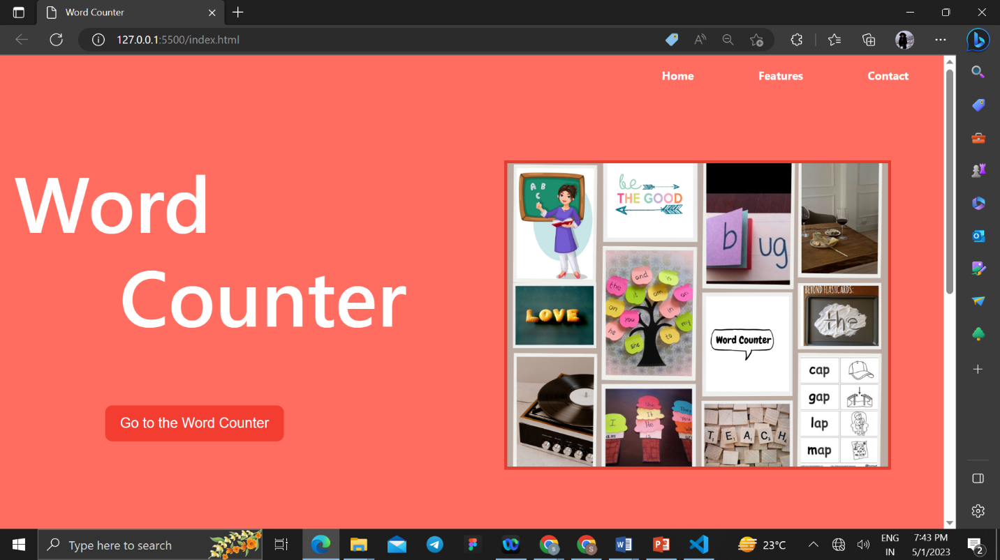 Word Counter
127.0.0.1:5500/index.html
Home Features Contact
Word
Counter
Go to the Word Counter
A B
C
be
THE GOOD
b ug
LOVE
the
and
it
am
an
you
in
my
he
she
to
Word Counter
BEYOND FLASHCARDS:
the
cap
gap
lap
map
I
am
She
It
He
is
They
You
T E A C H
Type here to search
23°C
ENG
IN
7:43 PM
5/1/2023
2